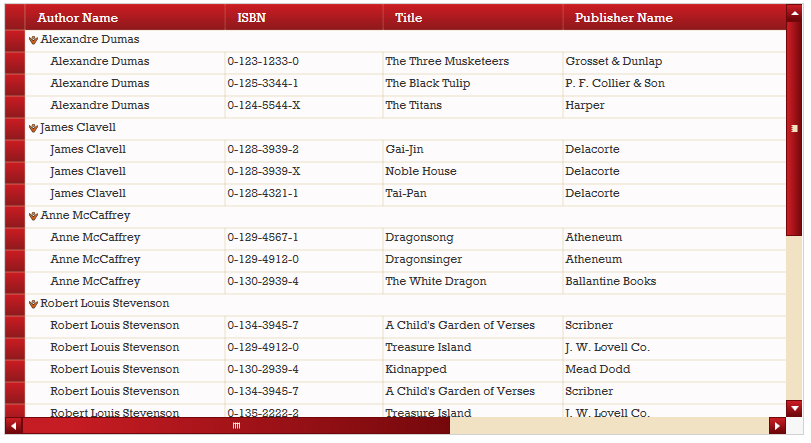 Author Name ISBN Title Publisher Name
Alexandre Dumas
Alexandre Dumas 0-123-1233-0 The Three Musketeers Grosset & Dunlap
Alexandre Dumas 0-125-3344-1 The Black Tulip P. F. Collier & Son
Alexandre Dumas 0-124-5544-X The Titans Harper
James Clavell
James Clavell 0-128-3939-2 Gai-Jin Delacorte
James Clavell 0-128-3939-X Noble House Delacorte
James Clavell 0-128-4321-1 Tai-Pan Delacorte
Anne McCaffrey
Anne McCaffrey 0-129-4567-1 Dragonsong Atheneum
Anne McCaffrey 0-129-4912-0 Dragonsinger Atheneum
Anne McCaffrey 0-130-2939-4 The White Dragon Ballantine Books
Robert Louis Stevenson
Robert Louis Stevenson 0-134-3945-7 A Child's Garden of Verses Scribner
Robert Louis Stevenson 0-129-4912-0 Treasure Island J. W. Lovell Co.
Robert Louis Stevenson 0-130-2939-4 Kidnapped Mead Dodd
Robert Louis Stevenson 0-134-3945-7 A Child's Garden of Verses Scribner
Robert Louis Stevenson 0-135-2222-2 Treasure Island J. W. Lovell Co.